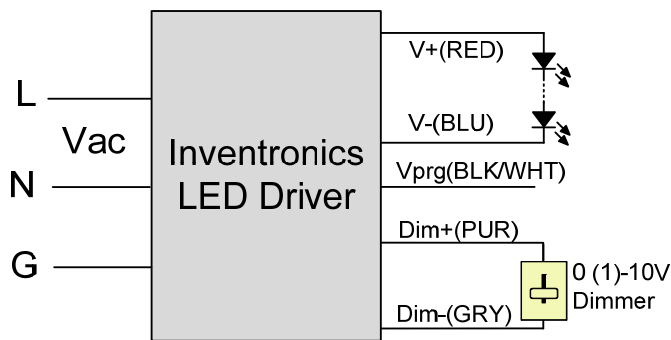 L
Vac
N
G
Inventronics
LED Driver
V+(RED)
V-(BLU)
Vprg(BLK/WHT)
Dim+(PUR)
Dim-(GRY)
0 (1)-10V
Dimmer